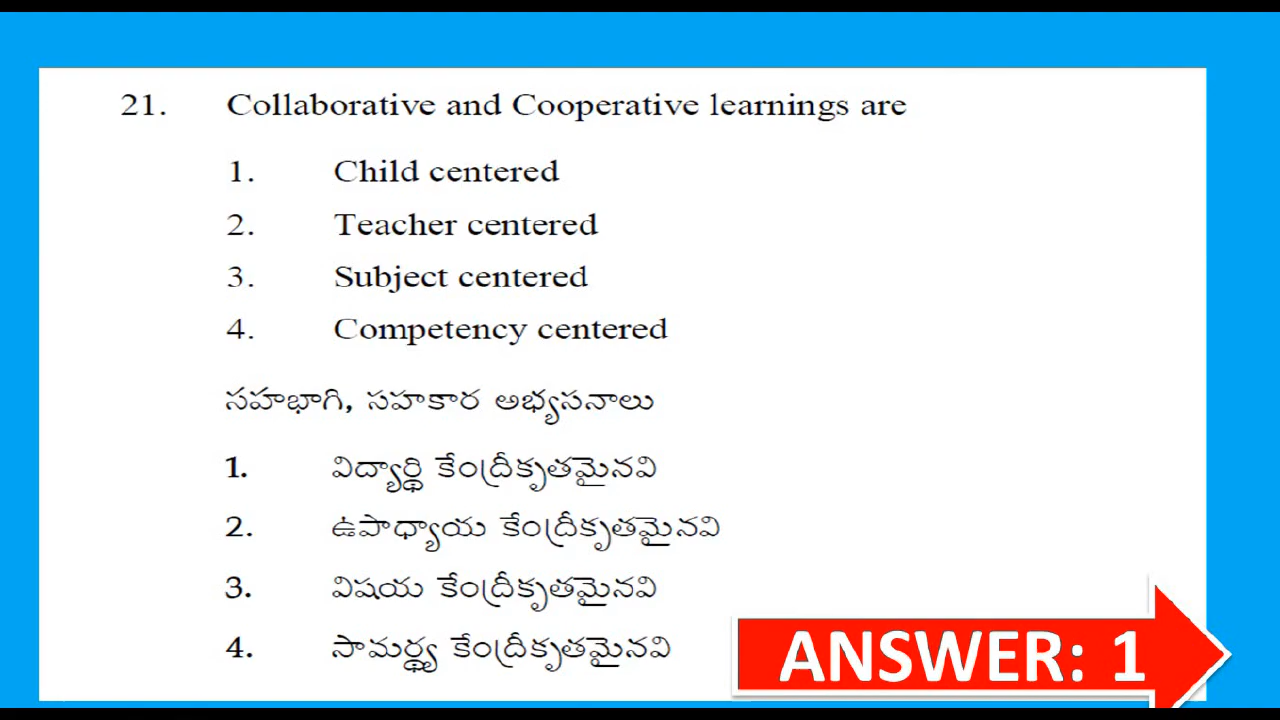 21. Collaborative and Cooperative learnings are
1. Child centered
2. Teacher centered
3. Subject centered
4. Competency centered
సహభాగి, సహకార అభ్యసనాలు
1. విద్యార్థి కేంద్రీకృతమైనవి
2. ఉపాధ్యాయ కేంద్రీకృతమైనవి
3. విషయ కేంద్రీకృతమైనవి
4. సామర్థ్య కేంద్రీకృతమైనవి
ANSWER: 1